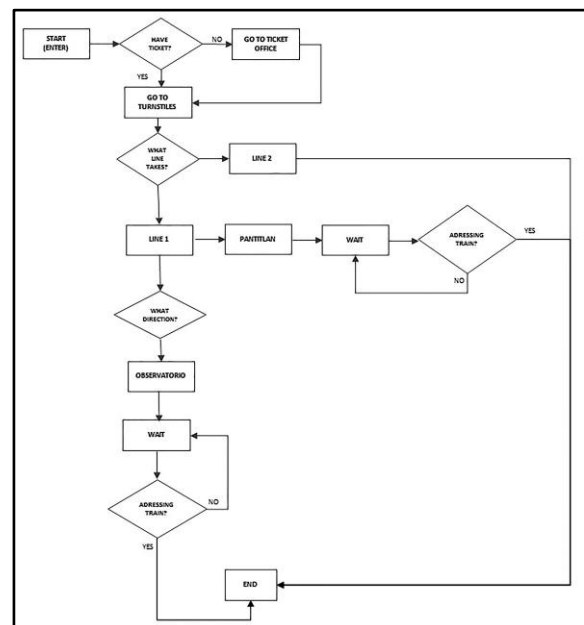 START
(ENTER)
HAVE
TICKET?
NO
GO TO TICKET
OFFICE
YES
GO TO
TURNSTILES
WHAT
LINE
TAKES?
LINE 2
LINE 1
PANTITLAN
WAIT
ADRESSING
TRAIN?
YES
NO
WHAT
DIRECTION?
OBSERVATORIO
WAIT
ADRESSING
TRAIN?
NO
YES
END